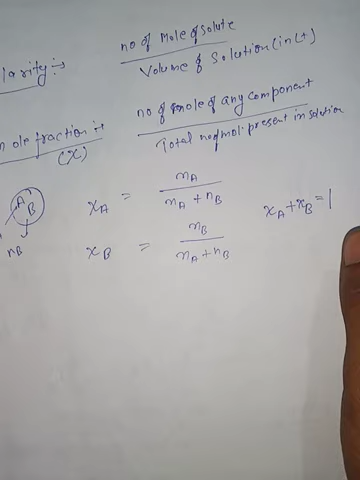 larity :→ no of Mole of Solute
Volume of Solution (in Lt)
mole fraction :→ no of mole of any component
(x) Total no of mol. present in solution
A B
nB
xA = nA / nA + nB
xA + xB = 1
xB = nB / nA + nB